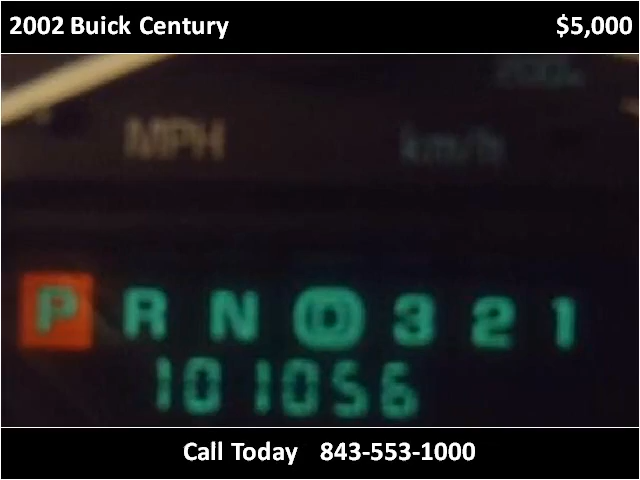 2002 Buick Century $5,000
MPH km/h
P R N D 3 2 1
101056
Call Today 843-553-1000